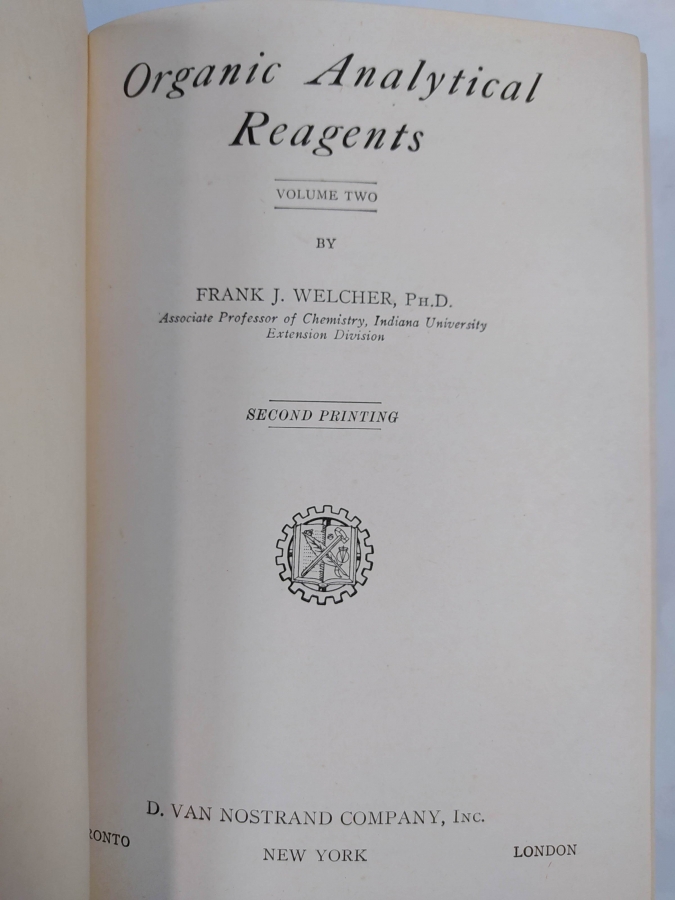 Organic Analytical
Reagents
VOLUME TWO
BY
FRANK J. WELCHER, PH.D.
Associate Professor of Chemistry, Indiana University
Extension Division
SECOND PRINTING
D. VAN NOSTRAND COMPANY, INC.
RONTO NEW YORK LONDON